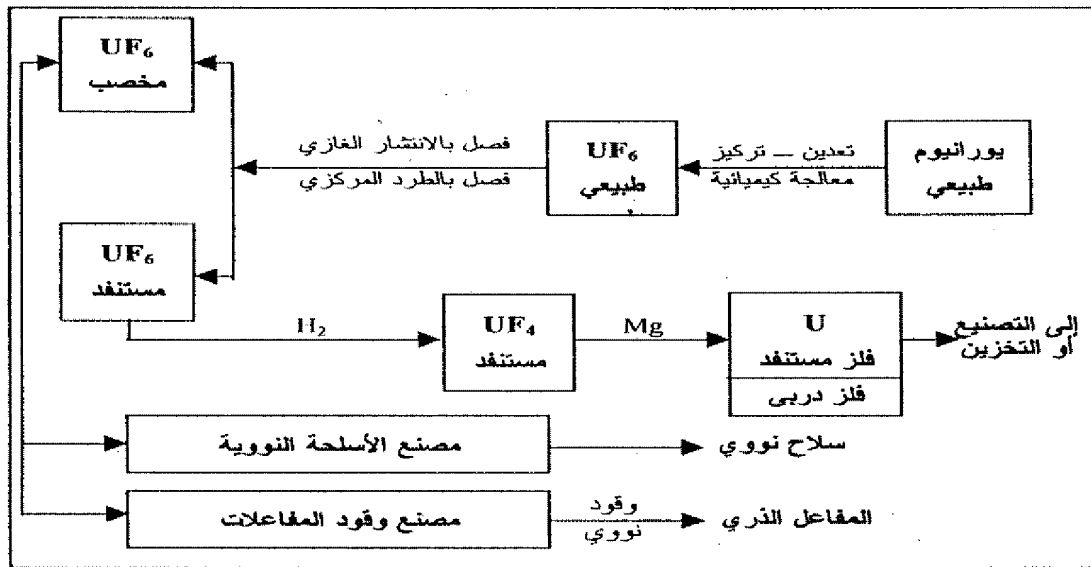 UF₆
مخصب
فصل بالانتشار الغازي
فصل بالطرد المركزي
UF₆
طبيعي
تعدين – تركيز
معالجة كيميائية
يورانيوم
طبيعي
UF₆
مستنفد
H₂
UF₄
مستنفد
Mg
U
فلز مستنفد
فلز دربي
إلى التصنيع
أو التخزين
مصنع الأسلحة النووية
سلاح نووي
مصنع وقود المفاعلات
وقود
نووي
المفاعل الذري